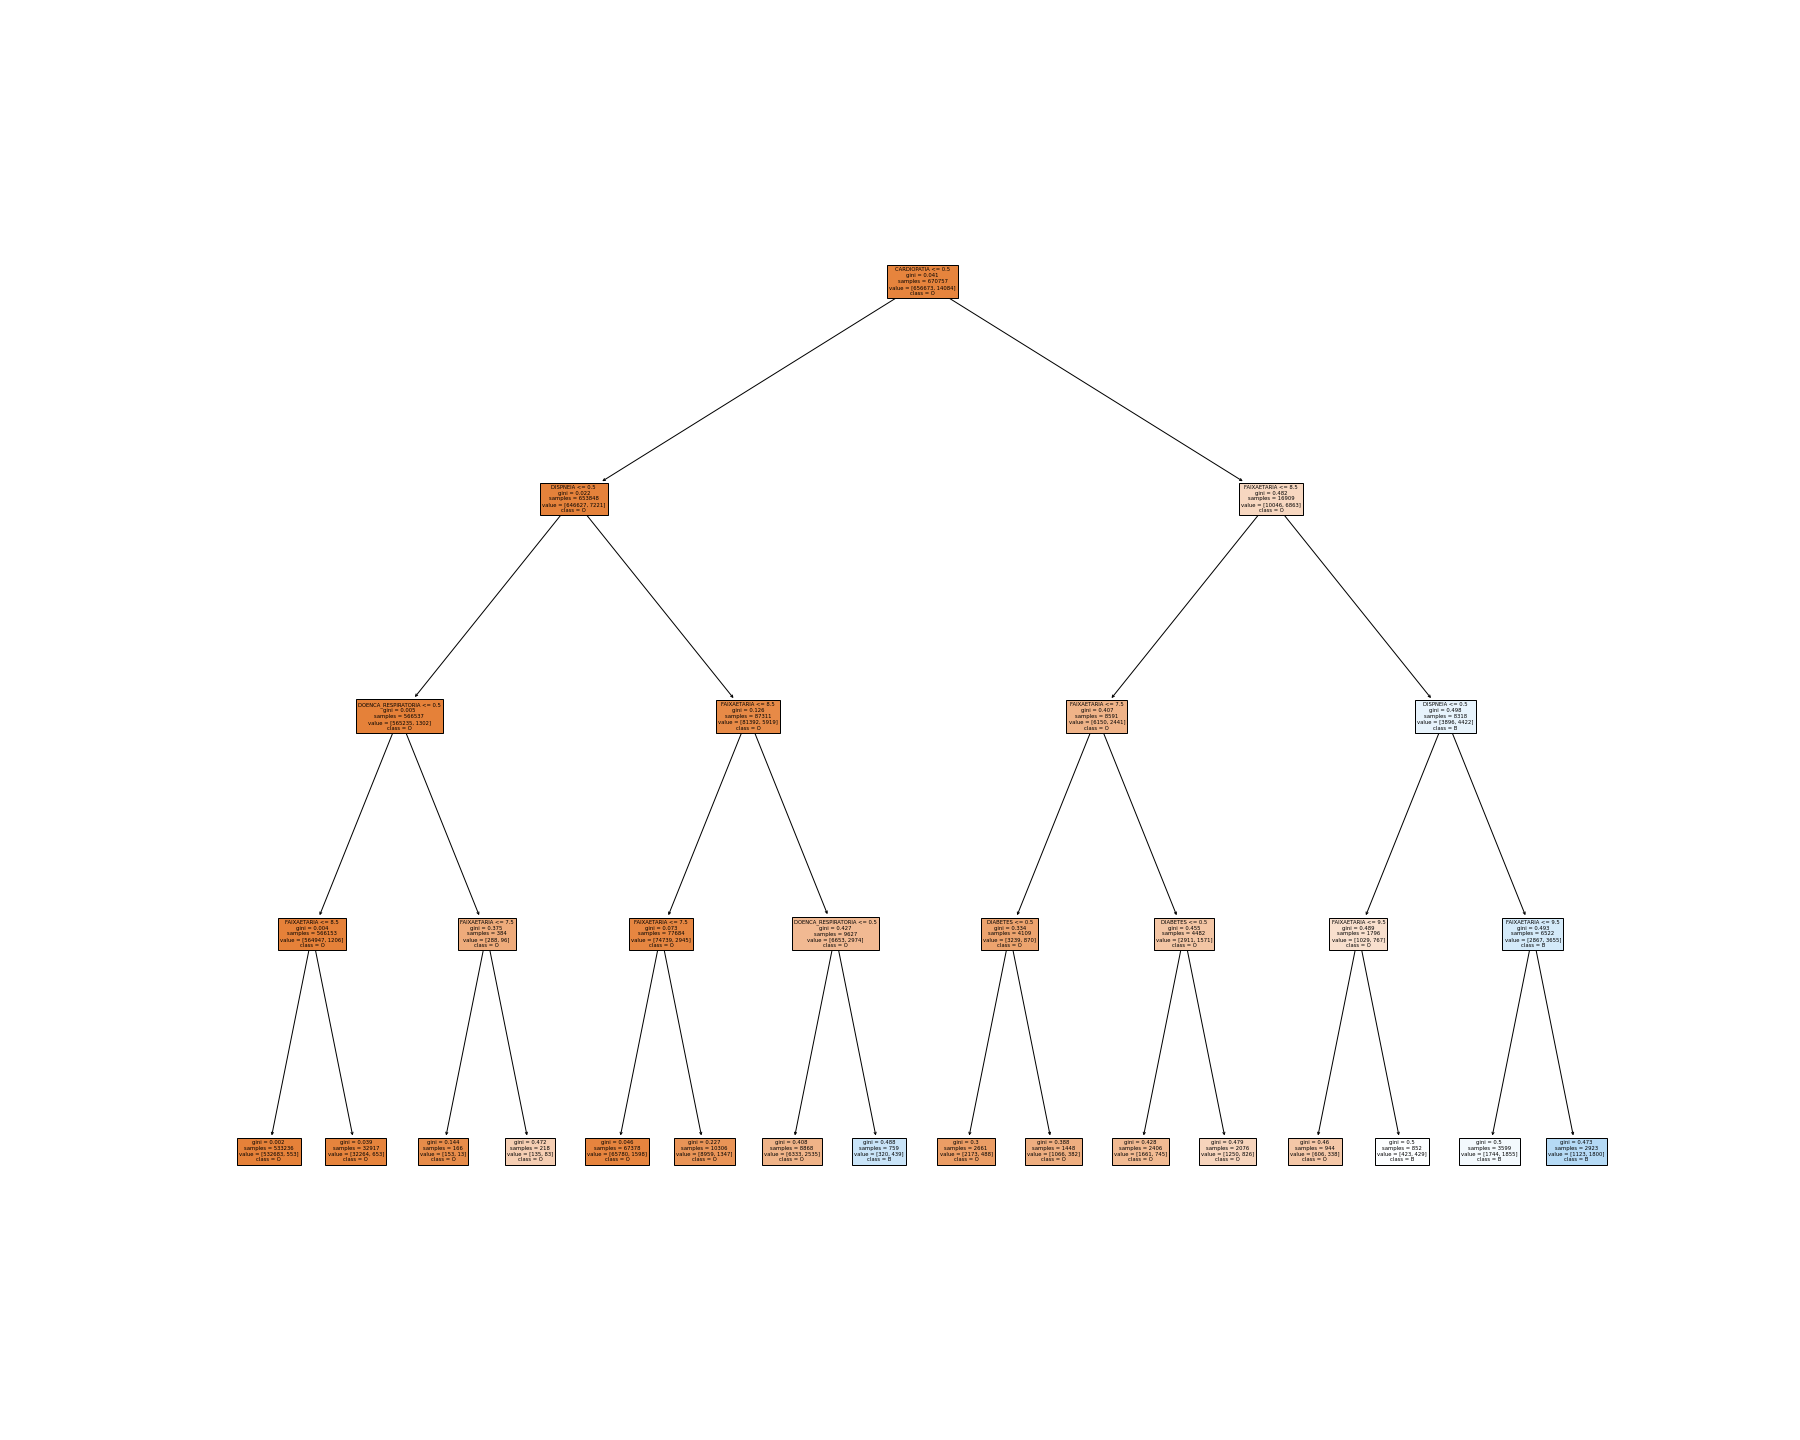 CARDIOPATIA <= 0.5
gini = 0.041
samples = 670757
value = [656673, 14084]
class = O
DISPNEIA <= 0.5
gini = 0.022
samples = 653848
value = [646627, 7221]
class = O
FAIXAETARIA <= 8.5
gini = 0.482
samples = 16909
value = [10046, 6863]
class = O
DOENCA_RESPIRATORIA <= 0.5
gini = 0.005
samples = 566537
value = [565235, 1302]
class = O
FAIXAETARIA <= 8.5
gini = 0.126
samples = 87311
value = [81392, 5919]
class = O
FAIXAETARIA <= 7.5
gini = 0.407
samples = 8591
value = [6150, 2441]
class = O
DISPNEIA <= 0.5
gini = 0.498
samples = 8318
value = [3896, 4422]
class = B
FAIXAETARIA <= 8.5
gini = 0.004
samples = 566153
value = [564947, 1206]
class = O
FAIXAETARIA <= 7.5
gini = 0.375
samples = 384
value = [288, 96]
class = O
FAIXAETARIA <= 7.5
gini = 0.073
samples = 77684
value = [74739, 2945]
class = O
DOENCA_RESPIRATORIA <= 0.5
gini = 0.427
samples = 9627
value = [6653, 2974]
class = O
DIABETES <= 0.5
gini = 0.334
samples = 4109
value = [3239, 870]
class = O
DIABETES <= 0.5
gini = 0.455
samples = 4482
value = [2911, 1571]
class = O
FAIXAETARIA <= 9.5
gini = 0.489
samples = 1796
value = [1029, 767]
class = O
FAIXAETARIA <= 9.5
gini = 0.493
samples = 6522
value = [2867, 3655]
class = B
gini = 0.002
samples = 533236
value = [532683, 553]
class = O
gini = 0.039
samples = 32917
value = [32264, 653]
class = O
gini = 0.144
samples = 166
value = [153, 13]
class = O
gini = 0.472
samples = 218
value = [135, 83]
class = O
gini = 0.046
samples = 67378
value = [65780, 1598]
class = O
gini = 0.227
samples = 10306
value = [8959, 1347]
class = O
gini = 0.408
samples = 8868
value = [6333, 2535]
class = O
gini = 0.488
samples = 759
value = [320, 439]
class = B
gini = 0.3
samples = 2661
value = [2173, 488]
class = O
gini = 0.388
samples = 1448
value = [1066, 382]
class = O
gini = 0.428
samples = 2406
value = [1661, 745]
class = O
gini = 0.479
samples = 2076
value = [1250, 826]
class = O
gini = 0.46
samples = 944
value = [606, 338]
class = O
gini = 0.5
samples = 852
value = [423, 429]
class = B
gini = 0.5
samples = 3599
value = [1744, 1855]
class = B
gini = 0.473
samples = 2923
value = [1123, 1800]
class = B